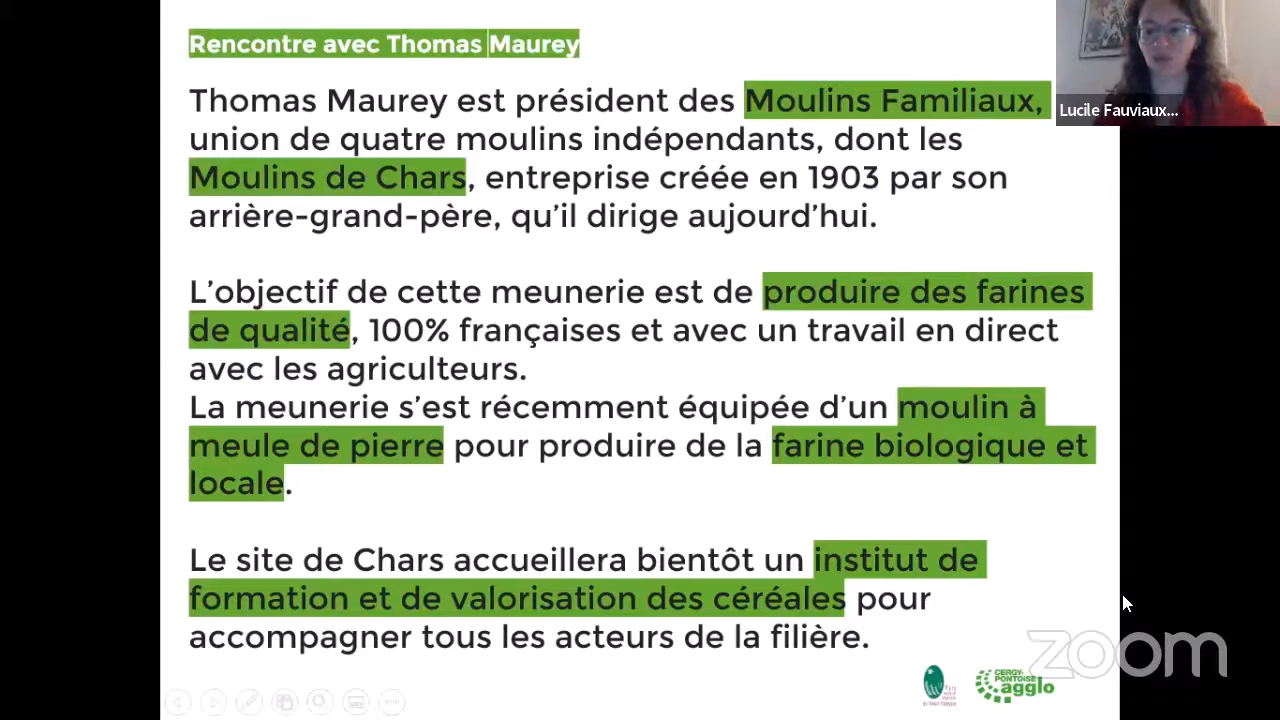 Rencontre avec Thomas Maurey
Lucile Fauviaux...
Thomas Maurey est président des Moulins Familiaux,
union de quatre moulins indépendants, dont les
Moulins de Chars, entreprise créée en 1903 par son
arrière-grand-père, qu'il dirige aujourd'hui.
L'objectif de cette meunerie est de produire des farines
de qualité, 100% françaises et avec un travail en direct
avec les agriculteurs.
La meunerie s'est récemment équipée d'un moulin à
meule de pierre pour produire de la farine biologique et
locale.
Le site de Chars accueillera bientôt un institut de
formation et de valorisation des céréales pour
accompagner tous les acteurs de la filière.
zoom
CERGY-
PONTOISE
agglo